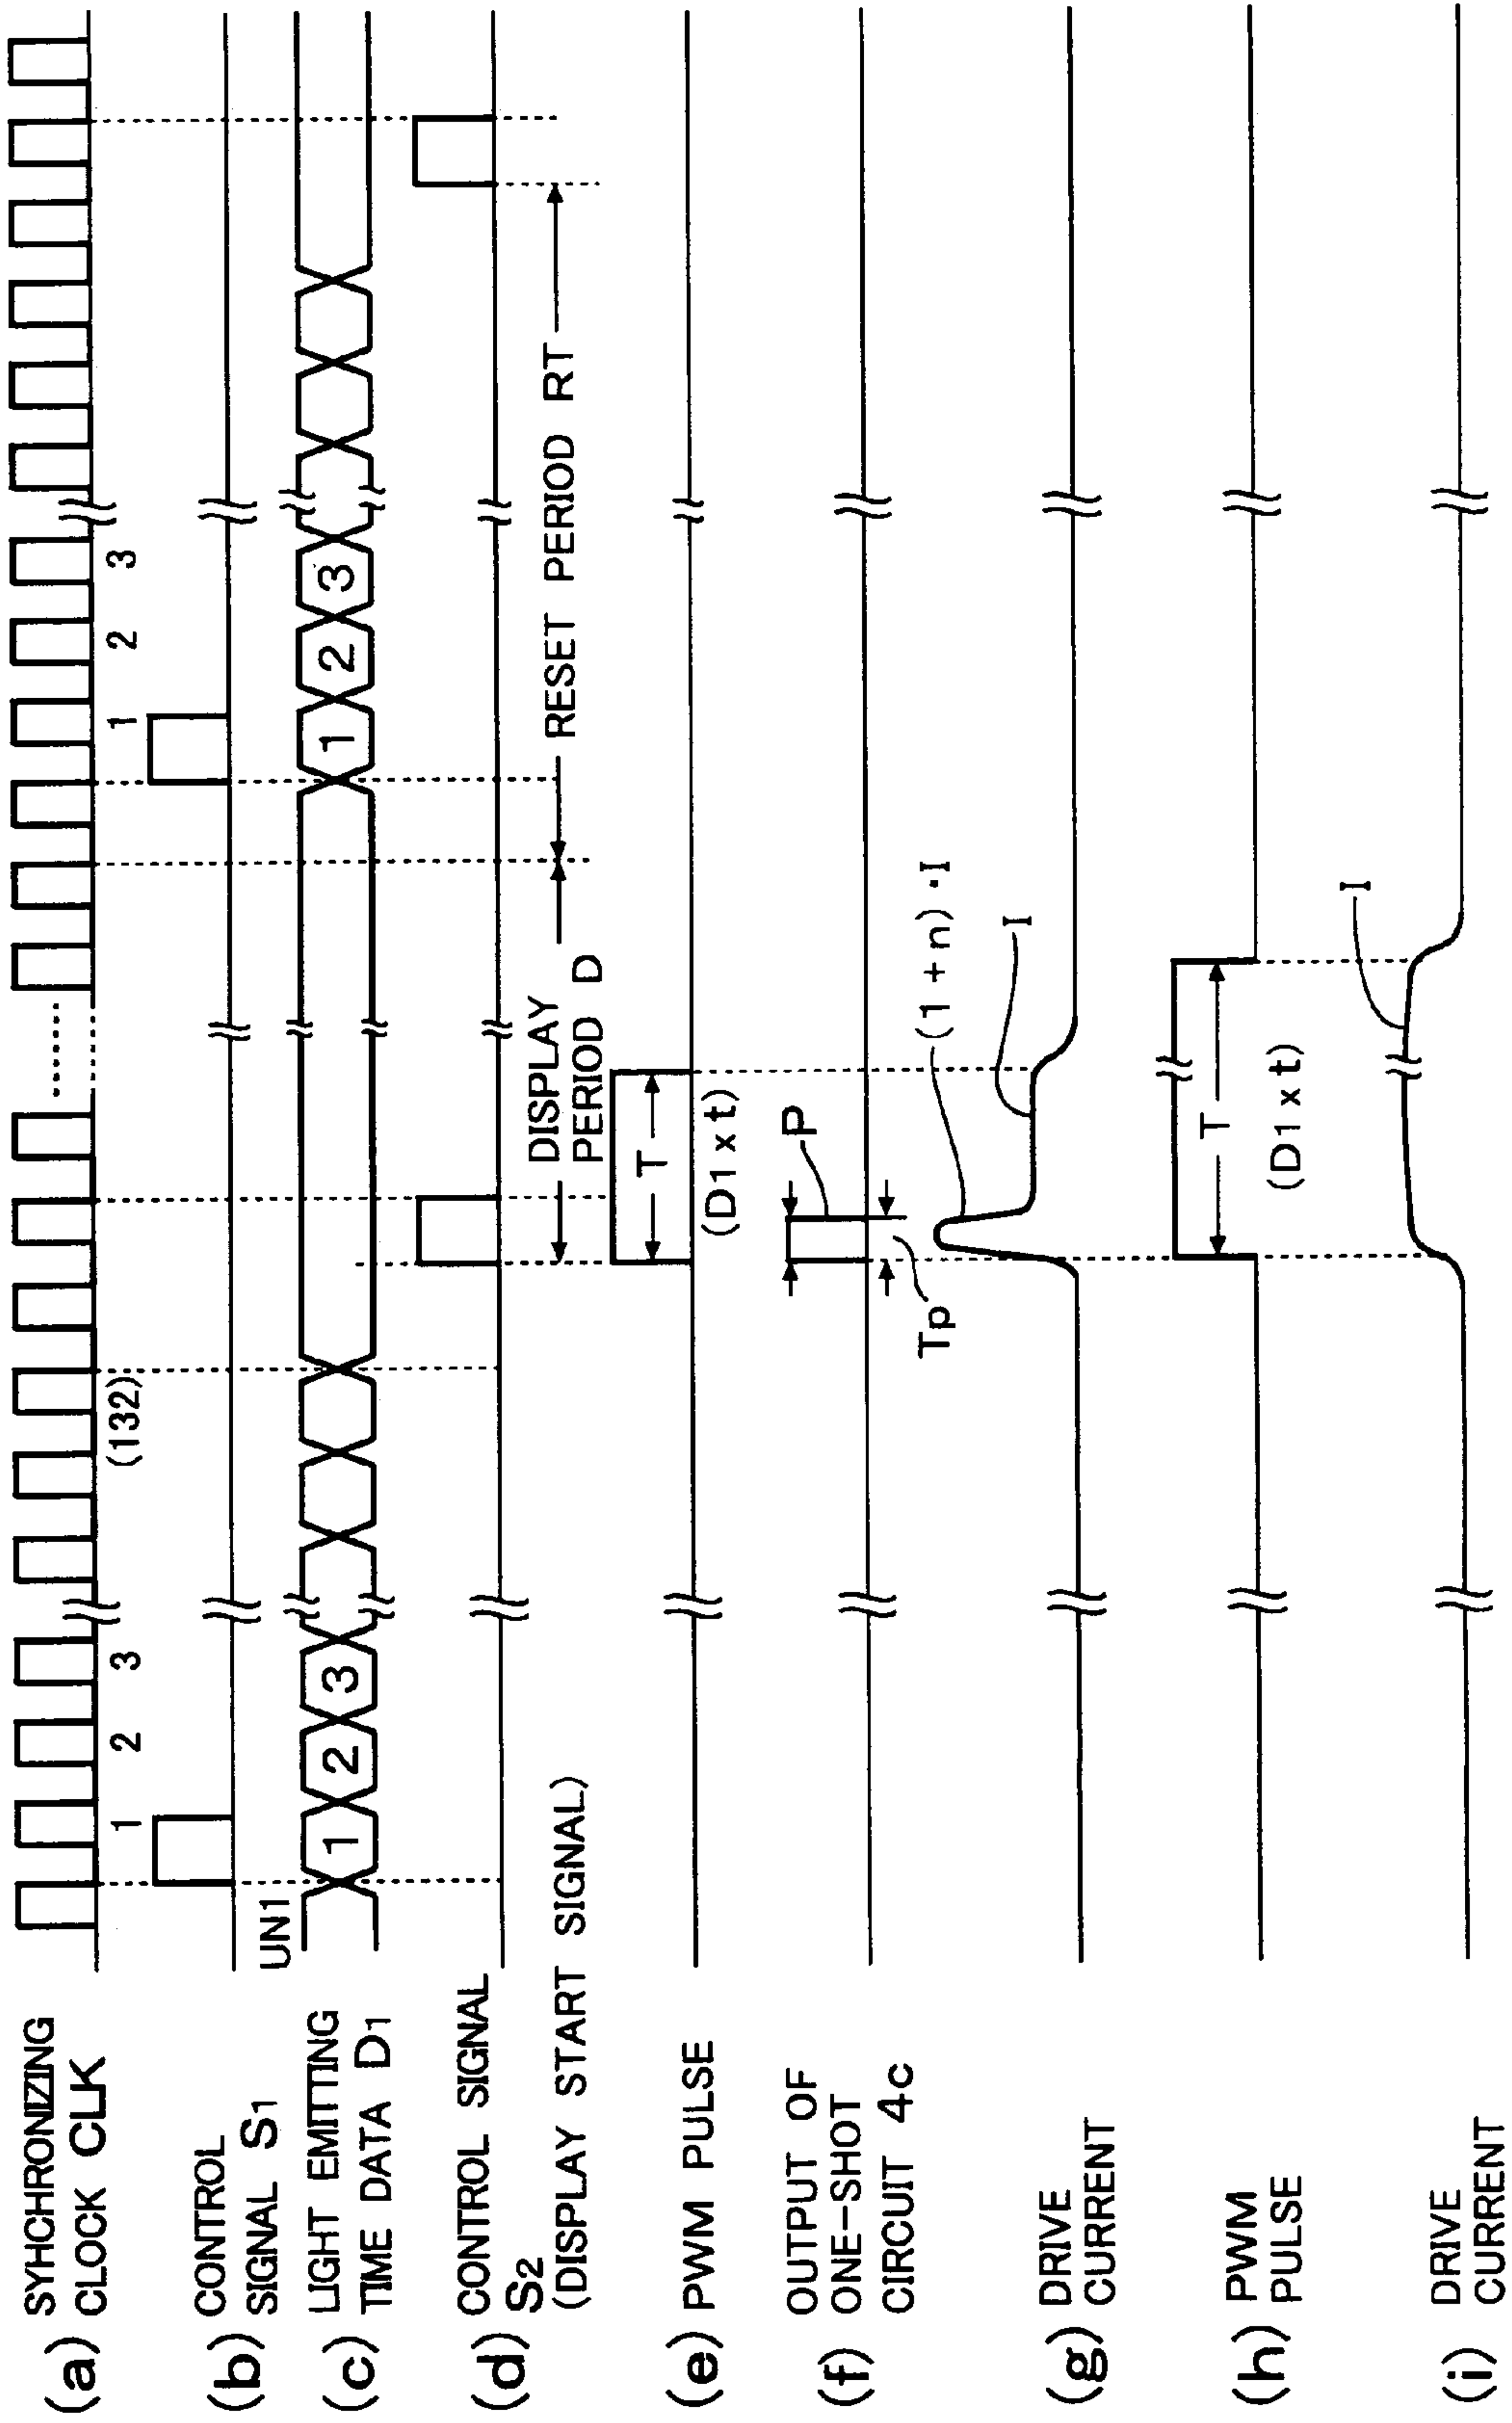 (a) SYHCHRONIZING
CLOCK CLK
1 2 3 (132) 1 2 3
(b) CONTROL
SIGNAL S1
UN1
(c) LIGHT EMITTING
TIME DATA D1
1 2 3 1 2 3
(d) CONTROL SIGNAL
S2
(DISPLAY START SIGNAL)
DISPLAY
PERIOD D
RESET PERIOD RT
(e) PWM PULSE
T
(D1 x t)
(f) OUTPUT OF
ONE-SHOT
CIRCUIT 4c
P
Tp
(g) DRIVE
CURRENT
(1+n)·I
I
(h) PWM
PULSE
T
(D1 x t)
(i) DRIVE
CURRENT
I